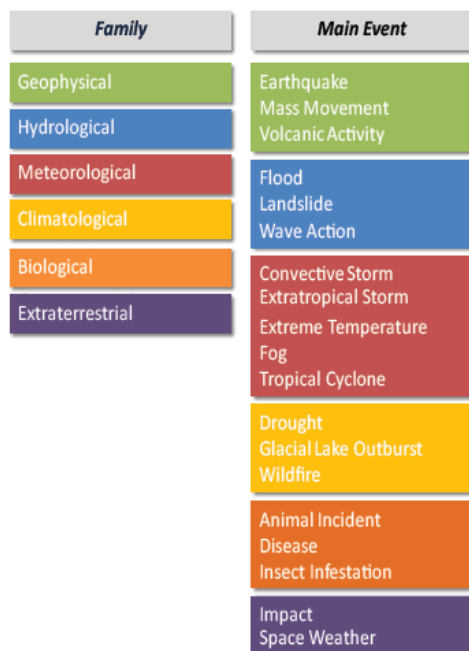 Family
Geophysical
Hydrological
Meteorological
Climatological
Biological
Extraterrestrial
Main Event
Earthquake
Mass Movement
Volcanic Activity
Flood
Landslide
Wave Action
Convective Storm
Extratropical Storm
Extreme Temperature
Fog
Tropical Cyclone
Drought
Glacial Lake Outburst
Wildfire
Animal Incident
Disease
Insect Infestation
Impact
Space Weather